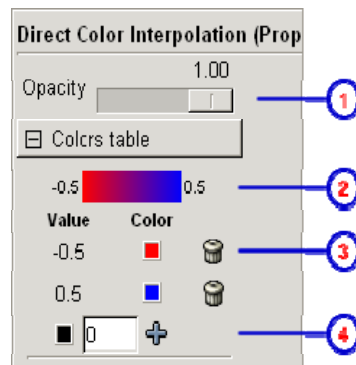 Direct Color Interpolation (Prop
1.00
Opacity
1
Colors table
-0.5 0.5
2
Value Color
-0.5
3
0.5
0
4